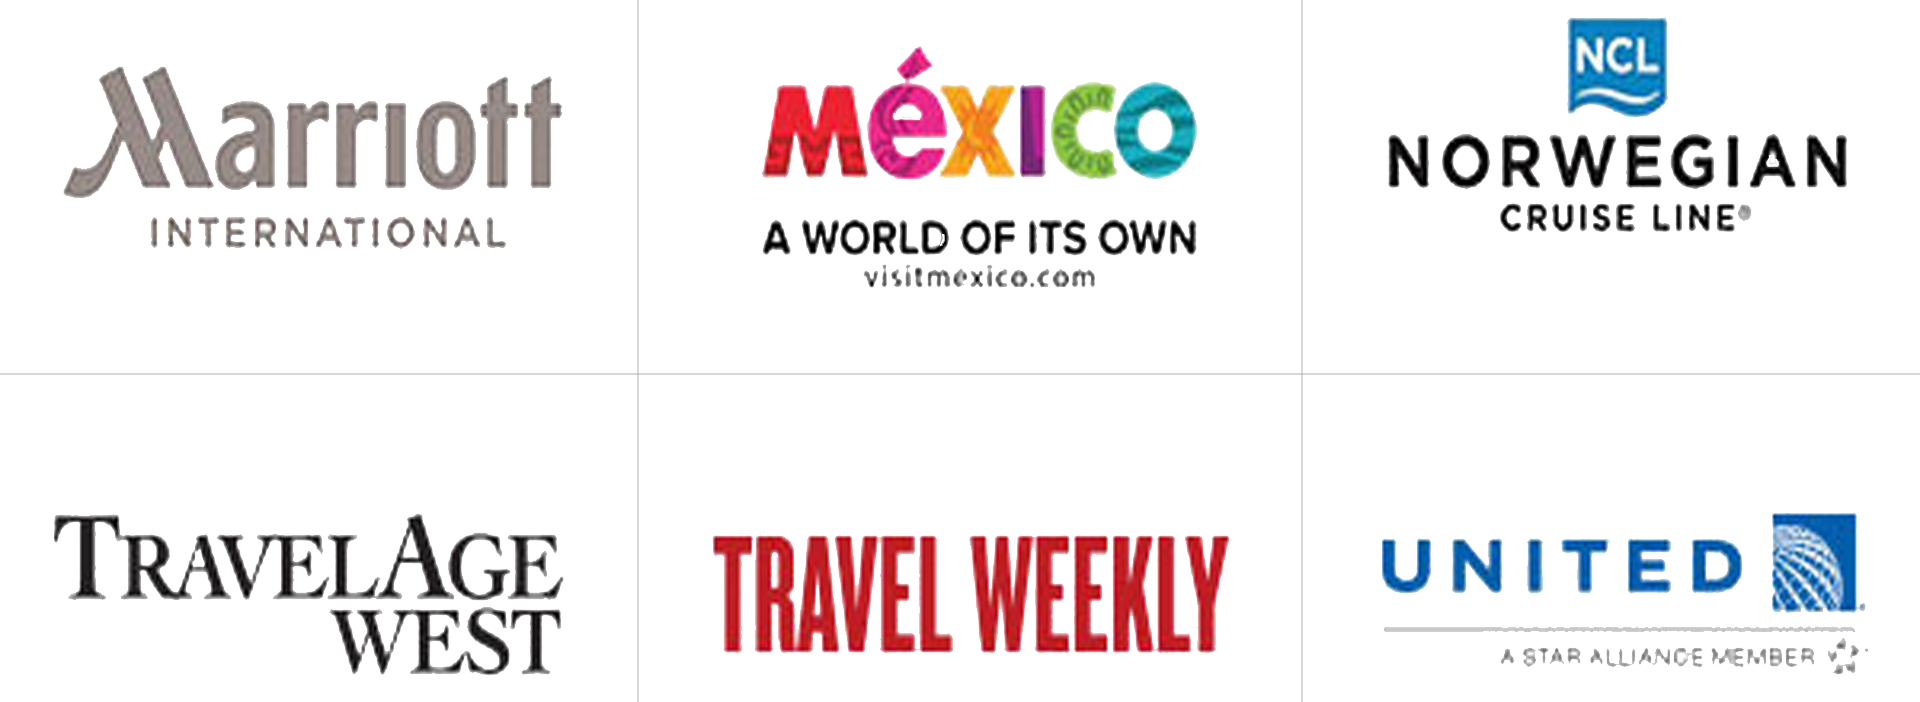 Marriott
INTERNATIONAL
méxico
A WORLD OF ITS OWN
visitmexico.com
NCL
NORWEGIAN
CRUISE LINE®
TRAVELAGE
WEST
TRAVEL WEEKLY
UNITED
A STAR ALLIANCE MEMBER